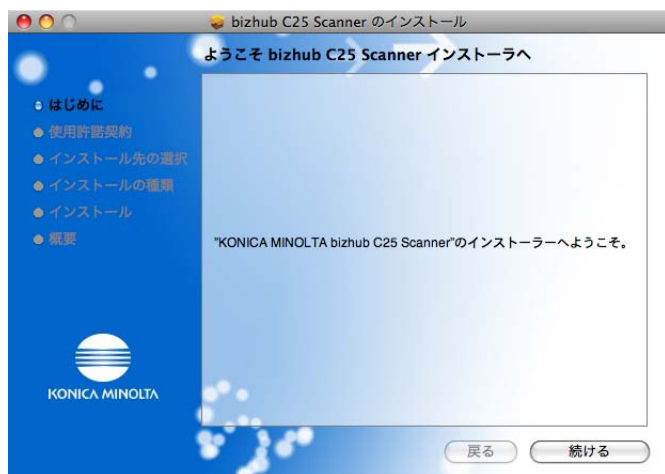 bizhub C25 Scanner のインストール
ようこそ bizhub C25 Scanner インストーラへ
はじめに
使用許諾契約
インストール先の選択
インストールの種類
インストール
概要
"KONICA MINOLTA bizhub C25 Scanner"のインストーラーへようこそ。
KONICA MINOLTA
戻る
続ける